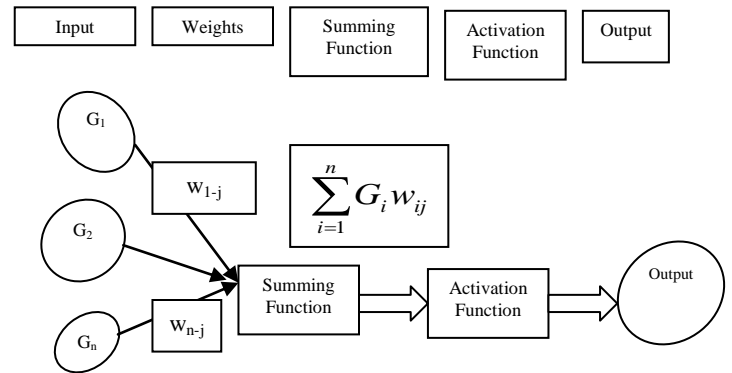 Input
Weights
Summing
Function
Activation
Function
Output
G₁
W₁₋ⱼ
n
∑ Gᵢ wᵢⱼ
i=1
G₂
Output
Summing
Function
Activation
Function
Wₙ₋ⱼ
Gₙ